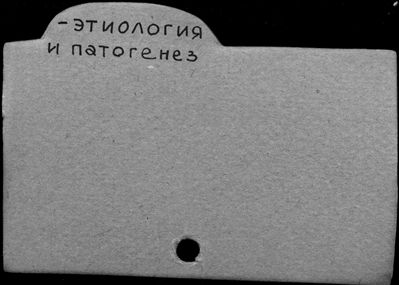 -этиология
и патогенез